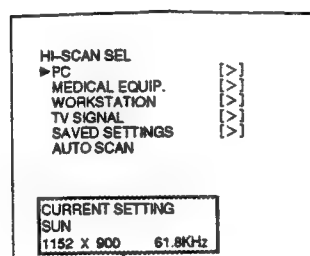 HI-SCAN SEL
▶PC [>]
MEDICAL EQUIP. [>]
WORKSTATION [>]
TV SIGNAL [>]
SAVED SETTINGS [>]
AUTO SCAN
CURRENT SETTING
SUN
1152 X 900 61.8KHz